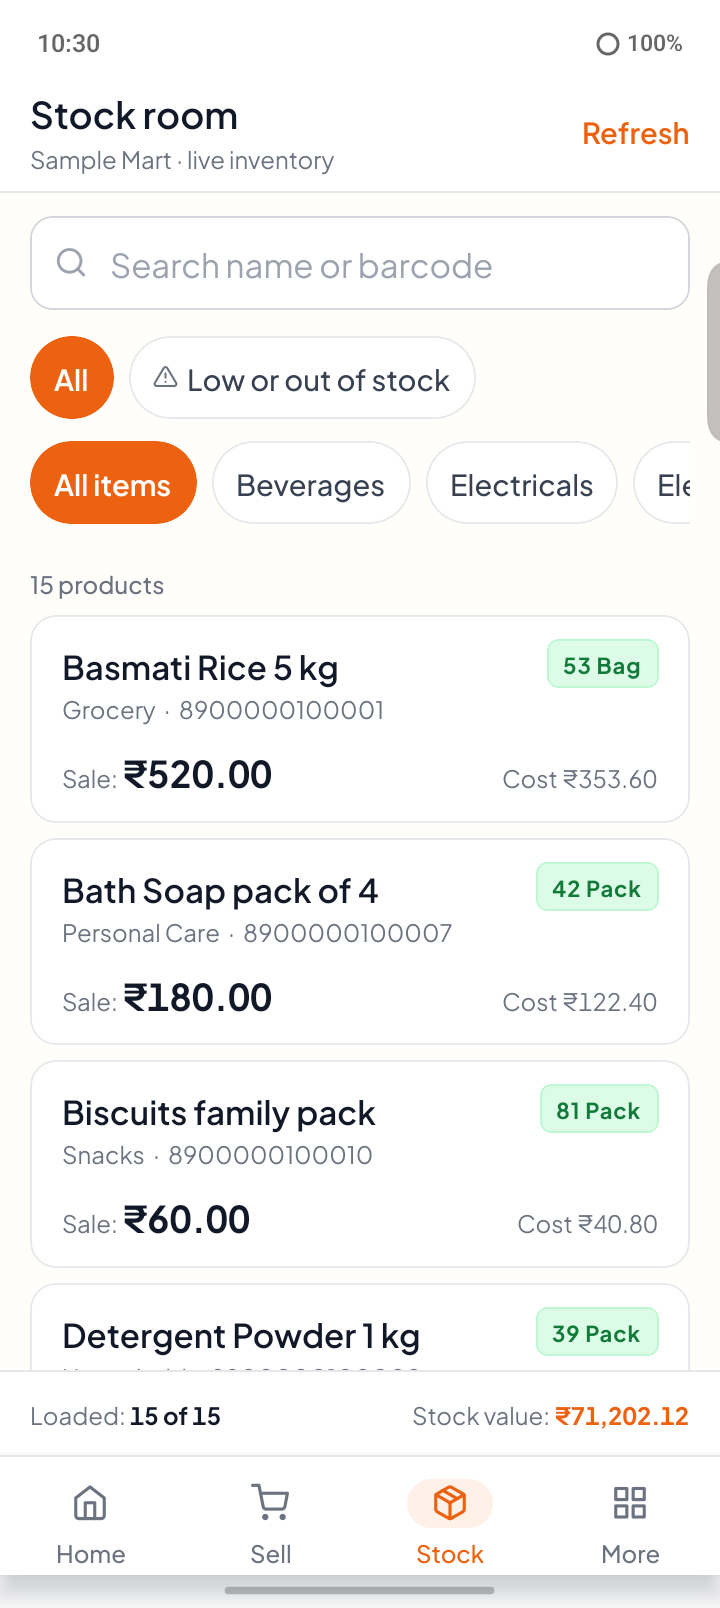 10:30
100%
Stock room
Refresh
Sample Mart · live inventory
Search name or barcode
All
Low or out of stock
All items
Beverages
Electricals
Ele
15 products
Basmati Rice 5 kg
53 Bag
Grocery · 8900000100001
Sale: ₹520.00
Cost ₹353.60
Bath Soap pack of 4
42 Pack
Personal Care · 8900000100007
Sale: ₹180.00
Cost ₹122.40
Biscuits family pack
81 Pack
Snacks · 8900000100010
Sale: ₹60.00
Cost ₹40.80
Detergent Powder 1 kg
39 Pack
Loaded: 15 of 15
Stock value: ₹71,202.12
Home
Sell
Stock
More